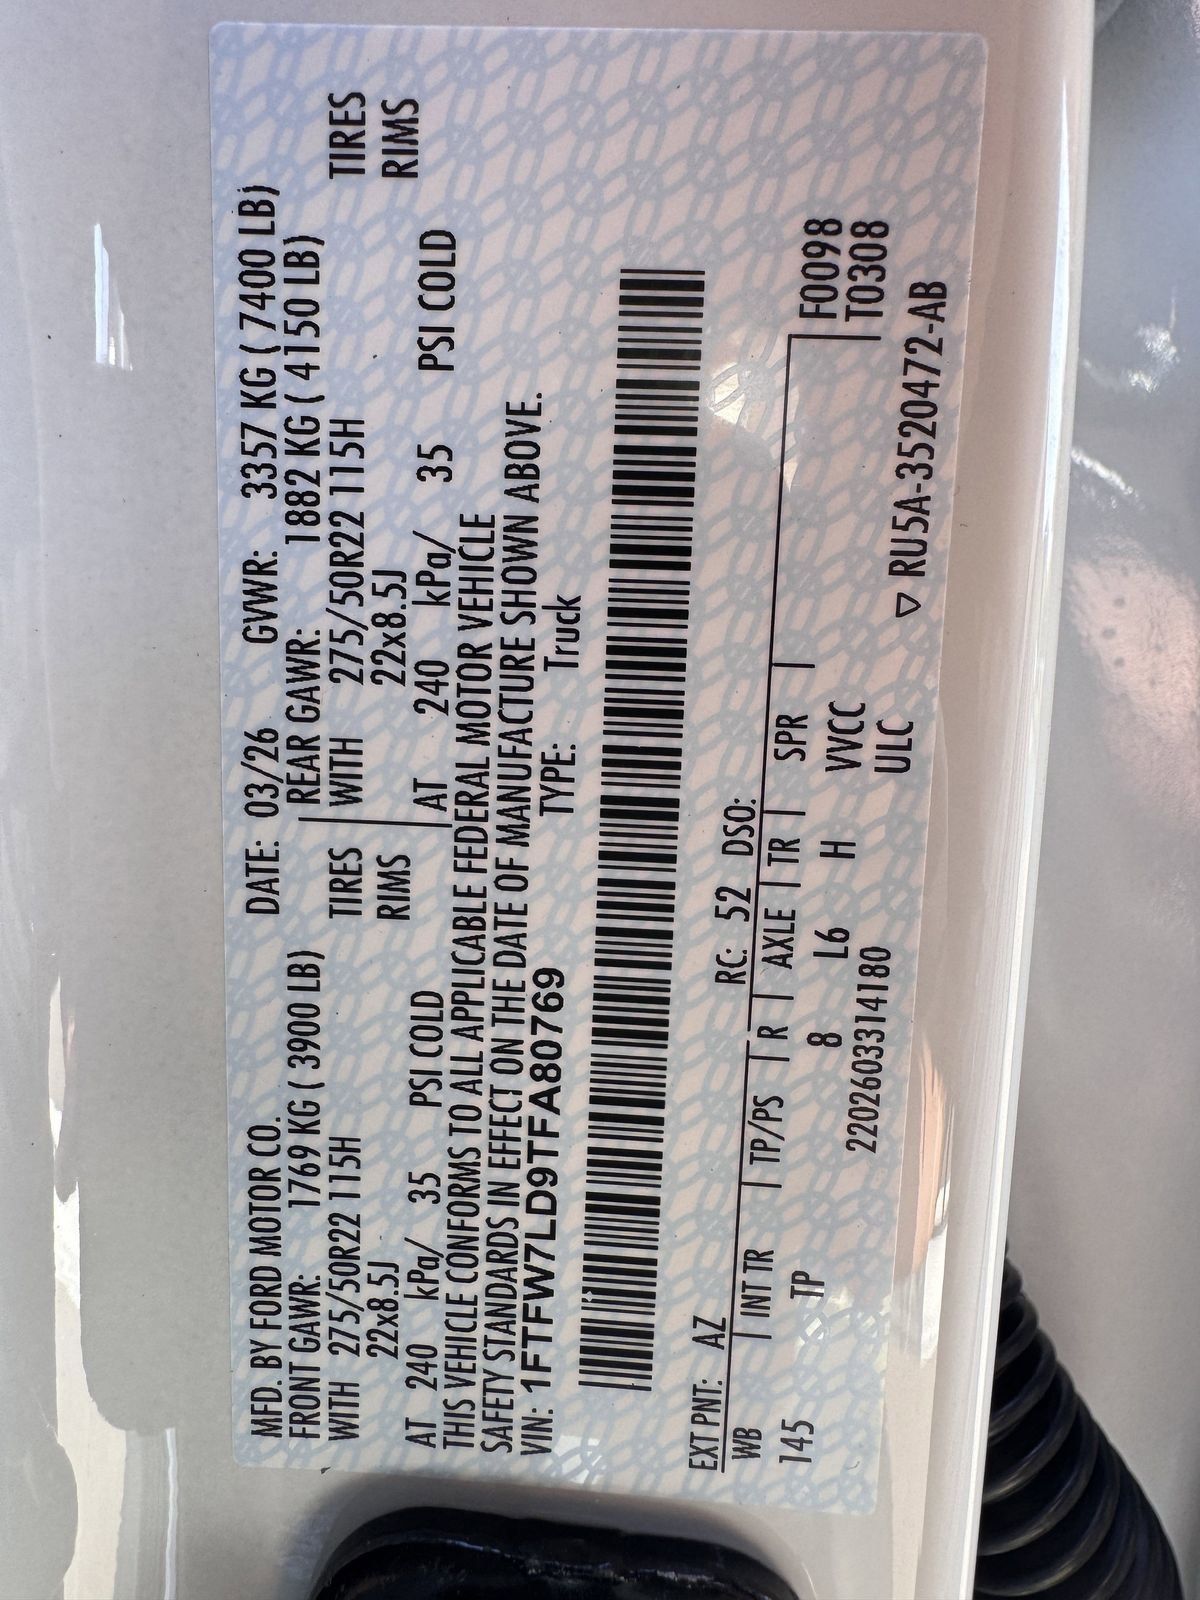 MFD. BY FORD MOTOR CO.
DATE: 03/26 GVWR: 3357 KG ( 7400 LB)
FRONT GAWR: 1769 KG ( 3900 LB)
REAR GAWR: 1882 KG ( 4150 LB)
WITH 275/50R22 115H TIRES
WITH 275/50R22 115H TIRES
22x8.5J RIMS
22x8.5J RIMS
AT 240 kPa/ 35 PSI COLD
AT 240 kPa/ 35 PSI COLD
THIS VEHICLE CONFORMS TO ALL APPLICABLE FEDERAL MOTOR VEHICLE
SAFETY STANDARDS IN EFFECT ON THE DATE OF MANUFACTURE SHOWN ABOVE.
VIN: 1FTFW7LD9TFA80769 TYPE: Truck
EXT PNT: AZ RC: 52 DSO:
WB | INT TR | TP/PS | R | AXLE | TR | SPR |
F0098
T0308
145 TP 8 L6 H VVCC
ULC
2202603314180
▽ RU5A-3520472-AB